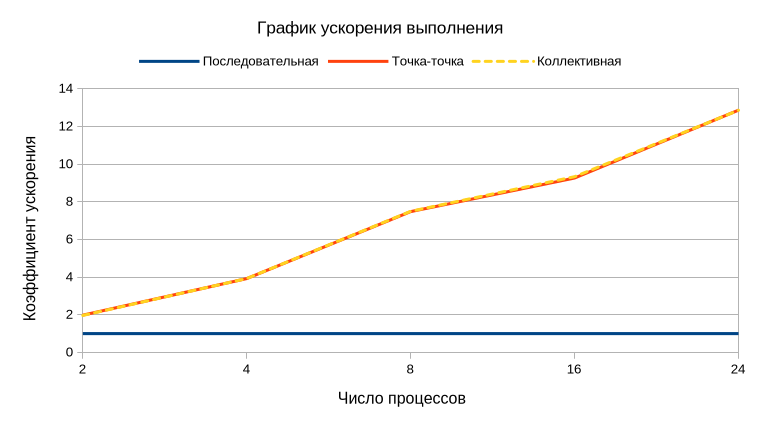 График ускорения выполнения
Последовательная Точка-точка Коллективная
14
12
10
8
6
4
2
0
Коэффициент ускорения
2 4 8 16 24
Число процессов